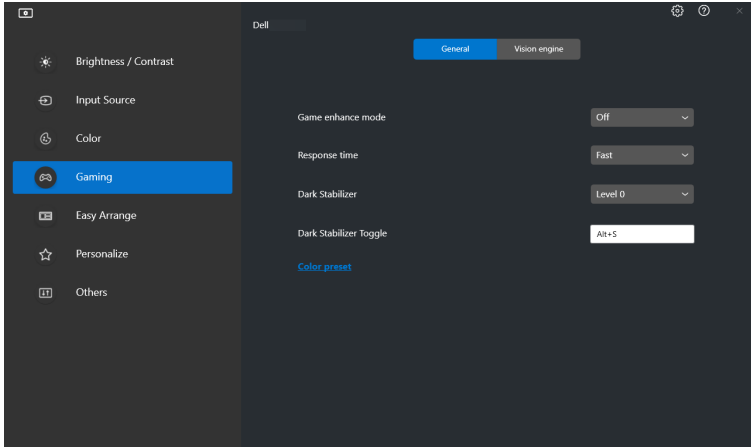 Dell
General
Vision engine
Brightness / Contrast
Input Source
Color
Gaming
Easy Arrange
Personalize
Others
Game enhance mode
Off
Response time
Fast
Dark Stabilizer
Level 0
Dark Stabilizer Toggle
Alt+S
Color preset